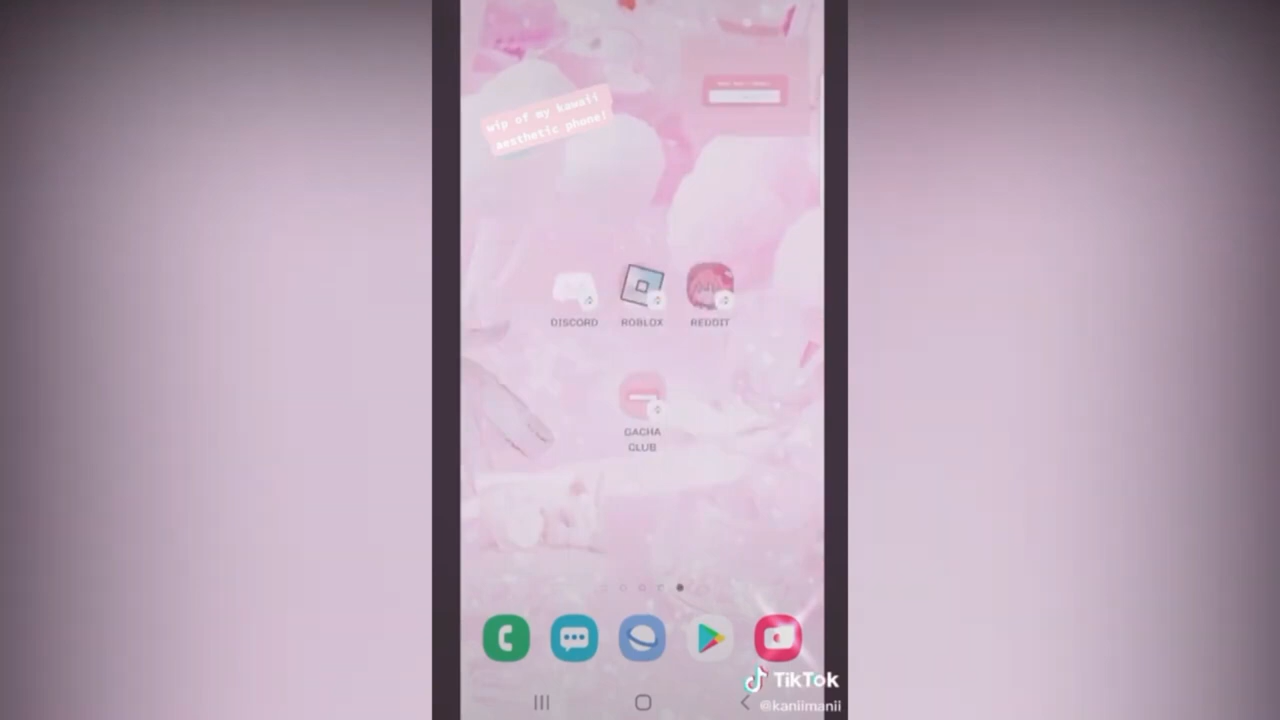 wip of my kawaii
aesthetic phone!
DISCORD
ROBLOX
REDDIT
GACHA
CLUB
TikTok
@kaniimanii